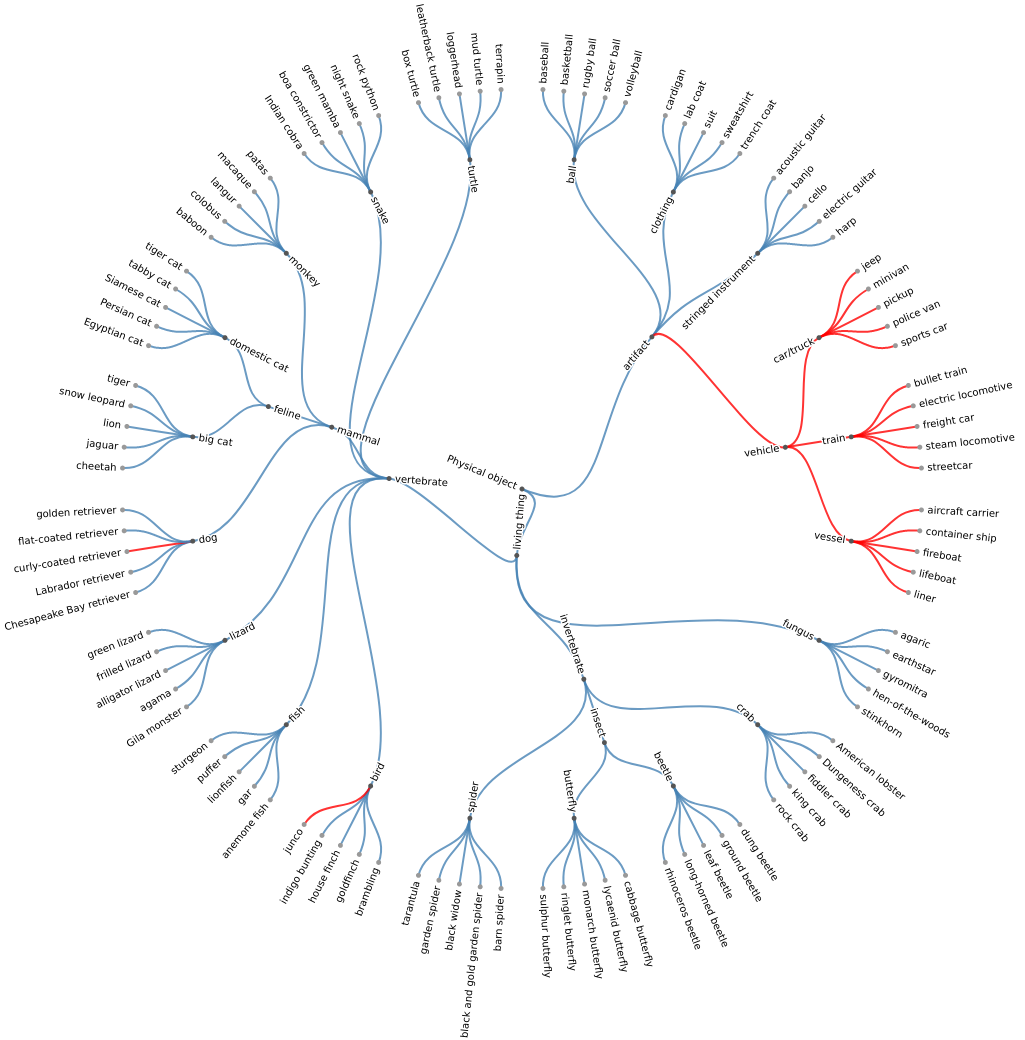 Physical object
artifact
ball
baseball
basketball
rugby ball
soccer ball
volleyball
clothing
cardigan
lab coat
suit
sweatshirt
trench coat
stringed instrument
acoustic guitar
banjo
cello
electric guitar
harp
vehicle
car/truck
jeep
minivan
pickup
police van
sports car
train
bullet train
electric locomotive
freight car
steam locomotive
streetcar
vessel
aircraft carrier
container ship
fireboat
lifeboat
liner
living thing
fungus
agaric
earthstar
gyromitra
hen-of-the-woods
stinkhorn
invertebrate
crab
American lobster
Dungeness crab
fiddler crab
king crab
rock crab
insect
beetle
dung beetle
ground beetle
leaf beetle
long-horned beetle
rhinoceros beetle
butterfly
cabbage butterfly
lycaenid butterfly
monarch butterfly
ringlet butterfly
sulphur butterfly
spider
barn spider
black and gold garden spider
black widow
garden spider
tarantula
vertebrate
bird
brambling
goldfinch
house finch
indigo bunting
junco
fish
anemone fish
gar
lionfish
puffer
sturgeon
lizard
Gila monster
agama
alligator lizard
frilled lizard
green lizard
mammal
dog
Chesapeake Bay retriever
Labrador retriever
curly-coated retriever
flat-coated retriever
golden retriever
feline
big cat
cheetah
jaguar
lion
snow leopard
tiger
domestic cat
Egyptian cat
Persian cat
Siamese cat
tabby cat
tiger cat
monkey
baboon
colobus
langur
macaque
patas
snake
Indian cobra
boa constrictor
green mamba
night snake
rock python
turtle
box turtle
leatherback turtle
loggerhead
mud turtle
terrapin